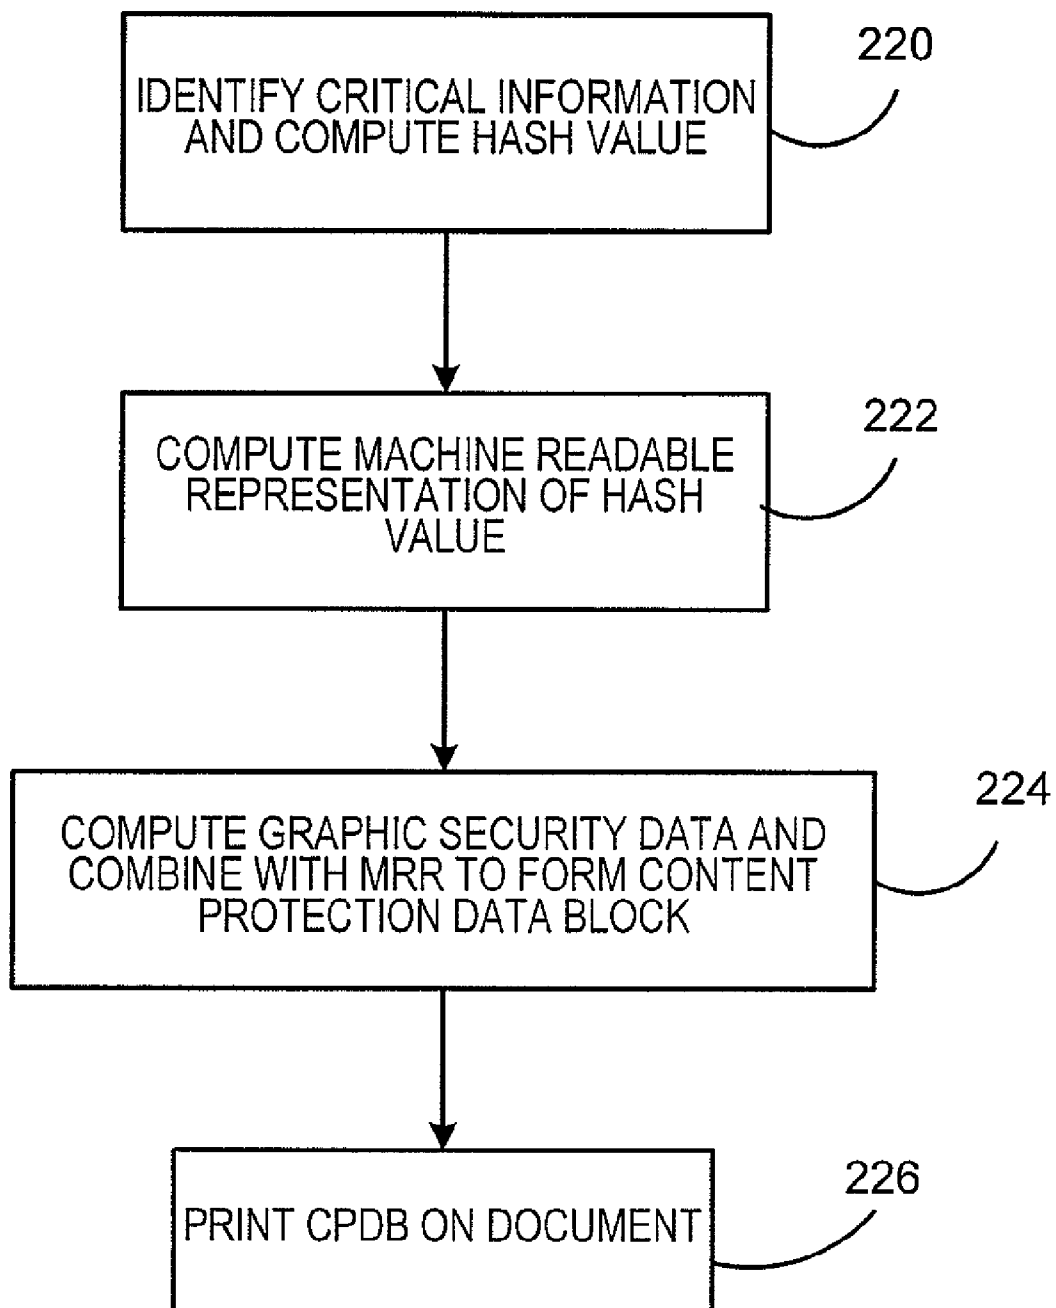 220
IDENTIFY CRITICAL INFORMATION
AND COMPUTE HASH VALUE
222
COMPUTE MACHINE READABLE
REPRESENTATION OF HASH
VALUE
224
COMPUTE GRAPHIC SECURITY DATA AND
COMBINE WITH MRR TO FORM CONTENT
PROTECTION DATA BLOCK
226
PRINT CPDB ON DOCUMENT